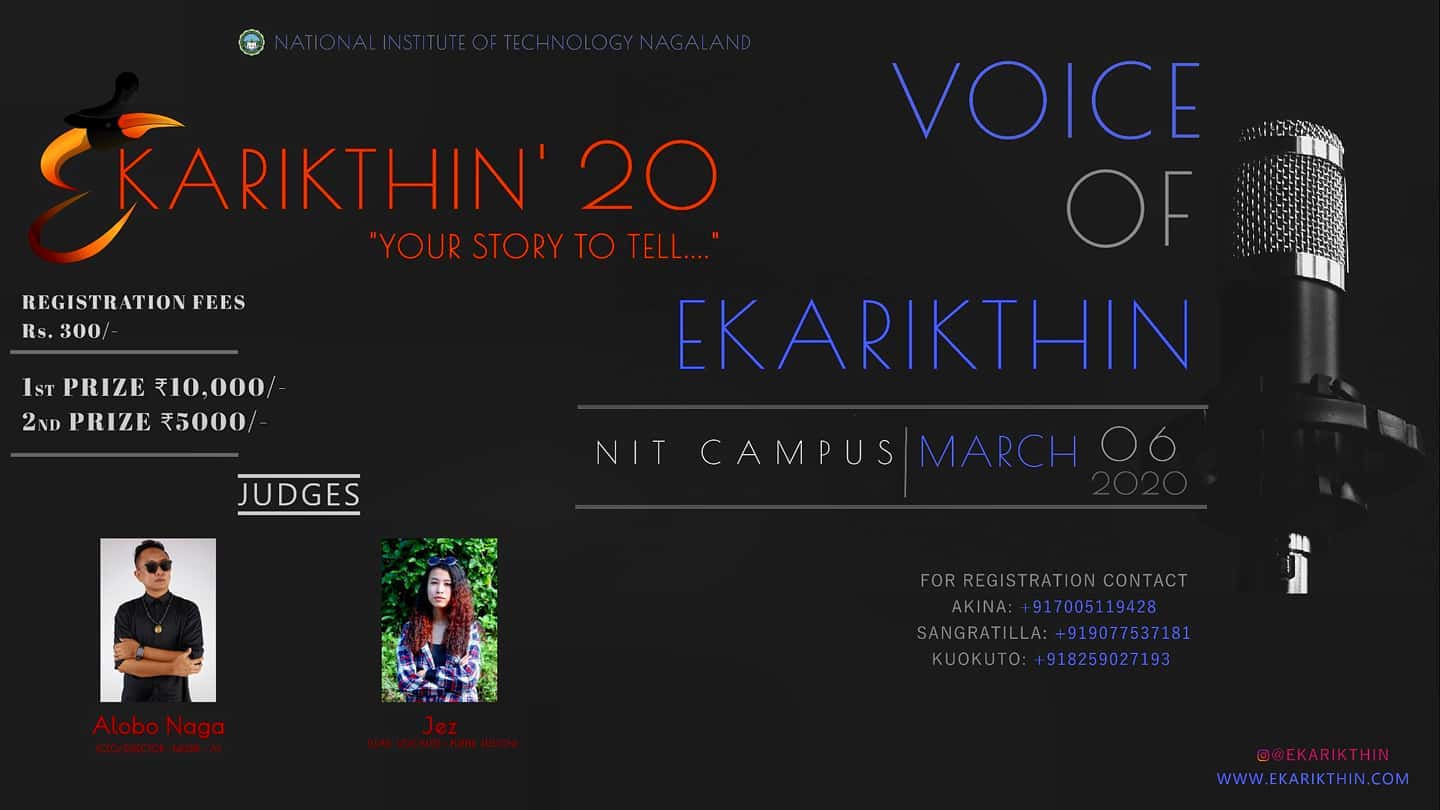 NATIONAL INSTITUTE OF TECHNOLOGY NAGALAND
EKARIKTHIN' 20
"YOUR STORY TO TELL...."
REGISTRATION FEES
Rs. 300/-
1ST PRIZE ₹10,000/-
2ND PRIZE ₹5000/-
JUDGES
Alobo Naga
Jez
VOICE
OF
EKARIKTHIN
NIT CAMPUS
MARCH 06
2020
FOR REGISTRATION CONTACT
AKINA: +917005119428
SANGRATILLA: +919077537181
KUOKUTO: +918259027193
@EKARIKTHIN
WWW.EKARIKTHIN.COM